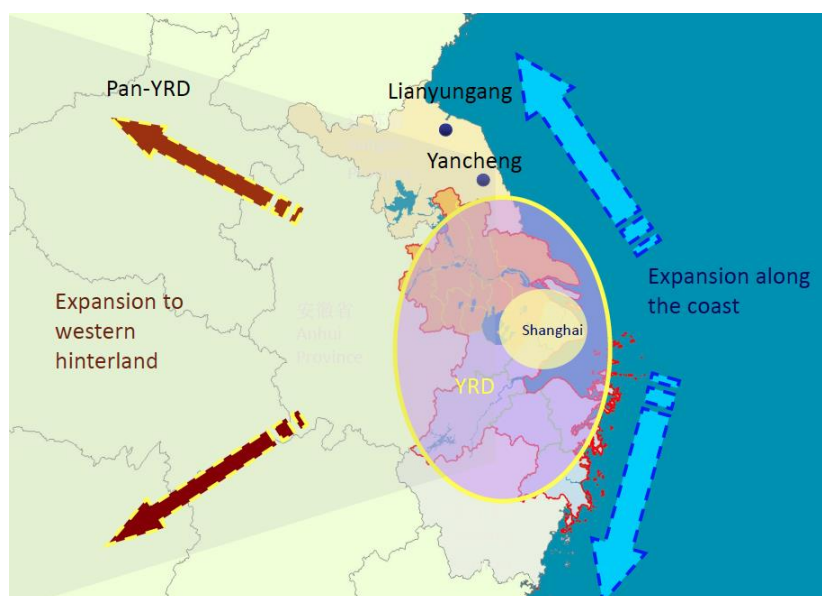 Pan-YRD
Lianyungang
Yancheng
Expansion along
the coast
Expansion to
western
hinterland
安徽省
Anhui
Province
Shanghai
YRD